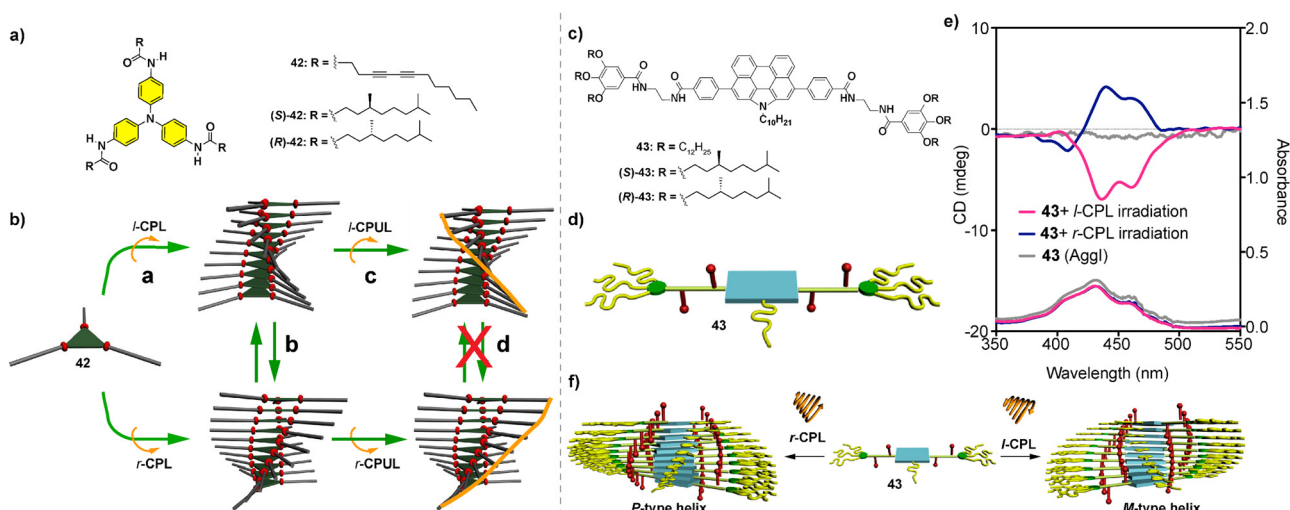 a)
R
O
N
H
N
H
N
O
R
N
H
O
R
42: R =
(S)-42: R =
(R)-42: R =
b)
l-CPL
a
l-CPUL
c
42
b
d
r-CPL
r-CPUL
c)
RO
RO
RO
O
N
H
H
N
O
N
C10H21
O
N
H
H
N
O
OR
OR
OR
43: R = C12H25
(S)-43: R =
(R)-43: R =
d)
43
e)
CD (mdeg)
10
0
-10
-20
2.0
1.5
1.0
0.5
0.0
Absorbance
43+ l-CPL irradiation
43+ r-CPL irradiation
43 (AggI)
350 400 450 500 550
Wavelength (nm)
f)
r-CPL
43
l-CPL
P-type helix
M-type helix